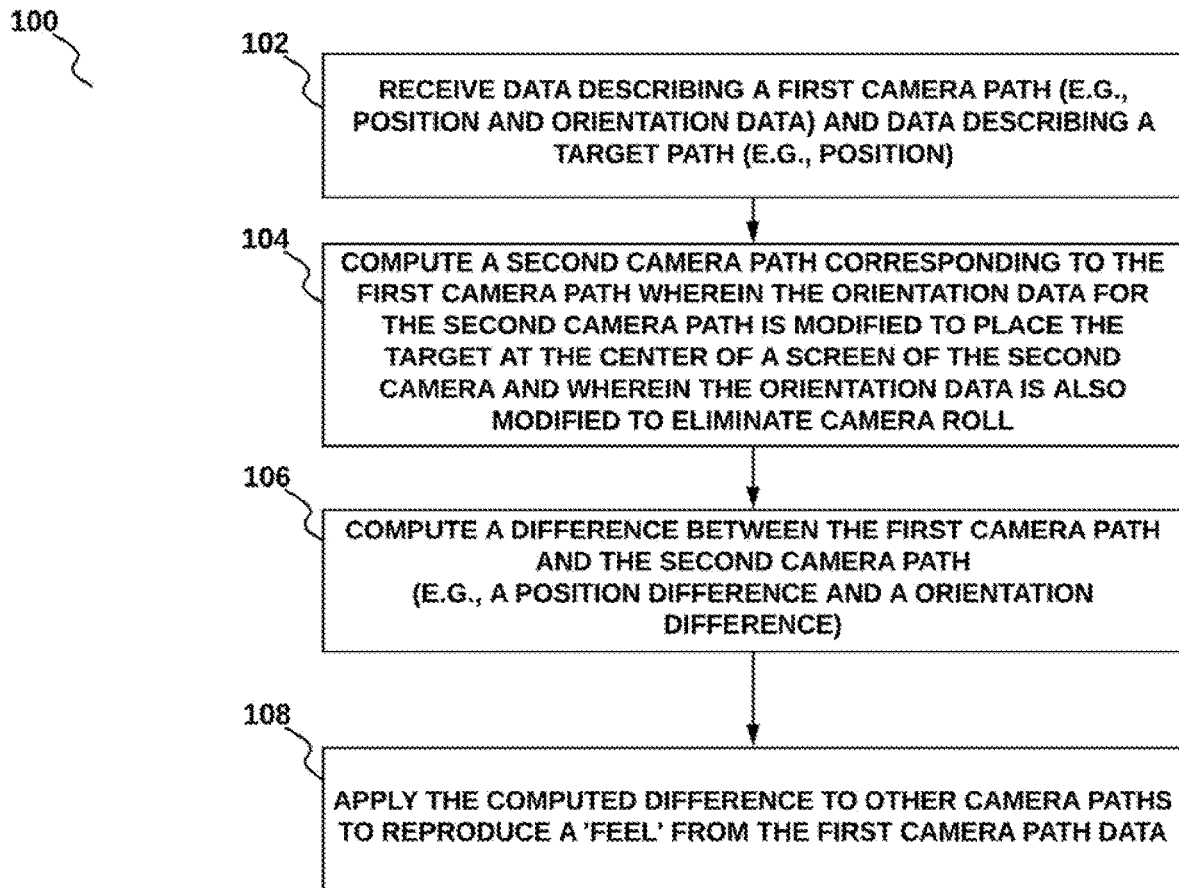 100
102
RECEIVE DATA DESCRIBING A FIRST CAMERA PATH (E.G.,
POSITION AND ORIENTATION DATA) AND DATA DESCRIBING A
TARGET PATH (E.G., POSITION)
104
COMPUTE A SECOND CAMERA PATH CORRESPONDING TO THE
FIRST CAMERA PATH WHEREIN THE ORIENTATION DATA FOR
THE SECOND CAMERA PATH IS MODIFIED TO PLACE THE
TARGET AT THE CENTER OF A SCREEN OF THE SECOND
CAMERA AND WHEREIN THE ORIENTATION DATA IS ALSO
MODIFIED TO ELIMINATE CAMERA ROLL
106
COMPUTE A DIFFERENCE BETWEEN THE FIRST CAMERA PATH
AND THE SECOND CAMERA PATH
(E.G., A POSITION DIFFERENCE AND A ORIENTATION
DIFFERENCE)
108
APPLY THE COMPUTED DIFFERENCE TO OTHER CAMERA PATHS
TO REPRODUCE A 'FEEL' FROM THE FIRST CAMERA PATH DATA